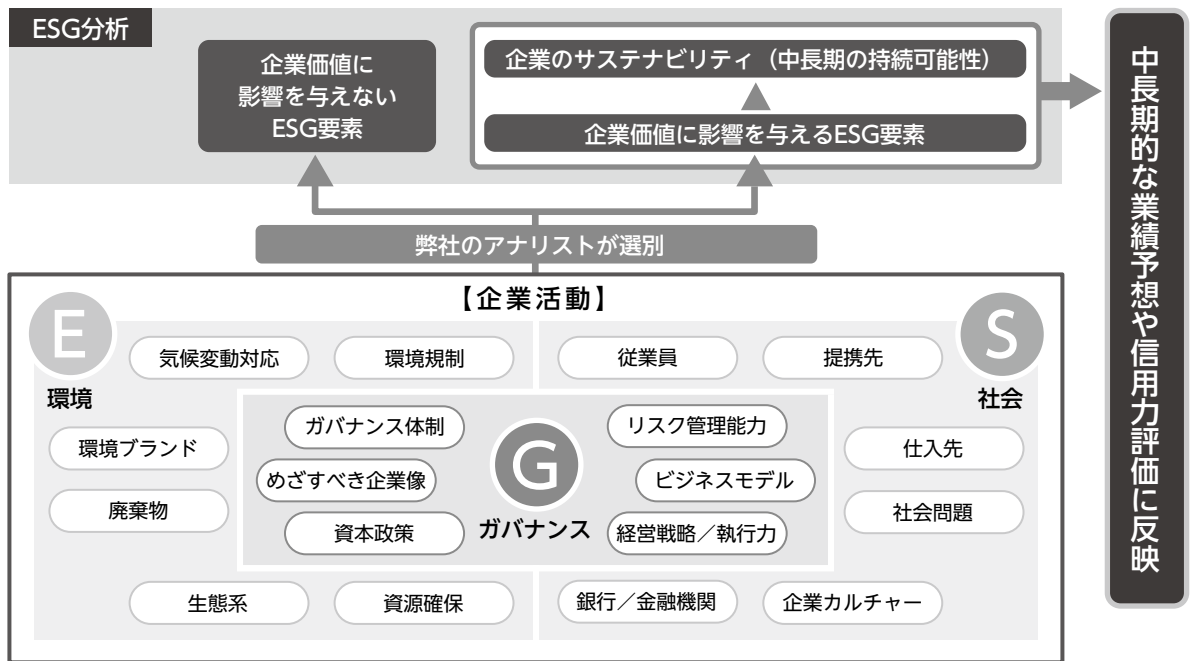 ESG分析
企業価値に
影響を与えない
ESG要素
企業のサステナビリティ（中長期の持続可能性）
企業価値に影響を与えるESG要素
中長期的な業績予想や信用力評価に反映
弊社のアナリストが選別
【企業活動】
E
環境
気候変動対応
環境規制
従業員
提携先
S
社会
環境ブランド
廃棄物
ガバナンス体制
めざすべき企業像
資本政策
G
ガバナンス
リスク管理能力
ビジネスモデル
経営戦略／執行力
仕入先
社会問題
生態系
資源確保
銀行／金融機関
企業カルチャー